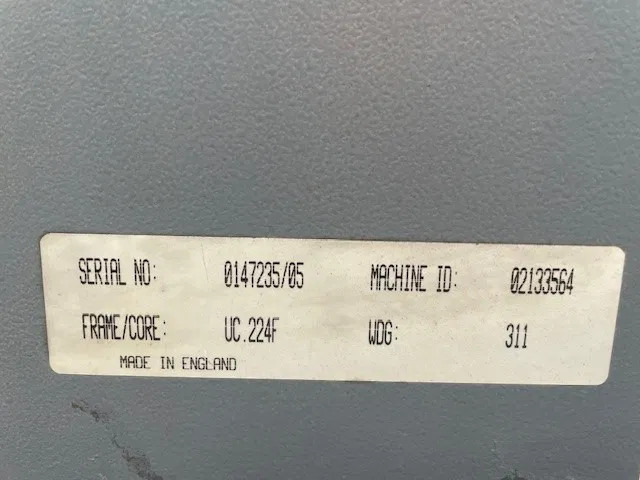 SERIAL NO: 0147235/05 MACHINE ID: 02133564
FRAME/CORE: UC.224F WDG: 311
MADE IN ENGLAND